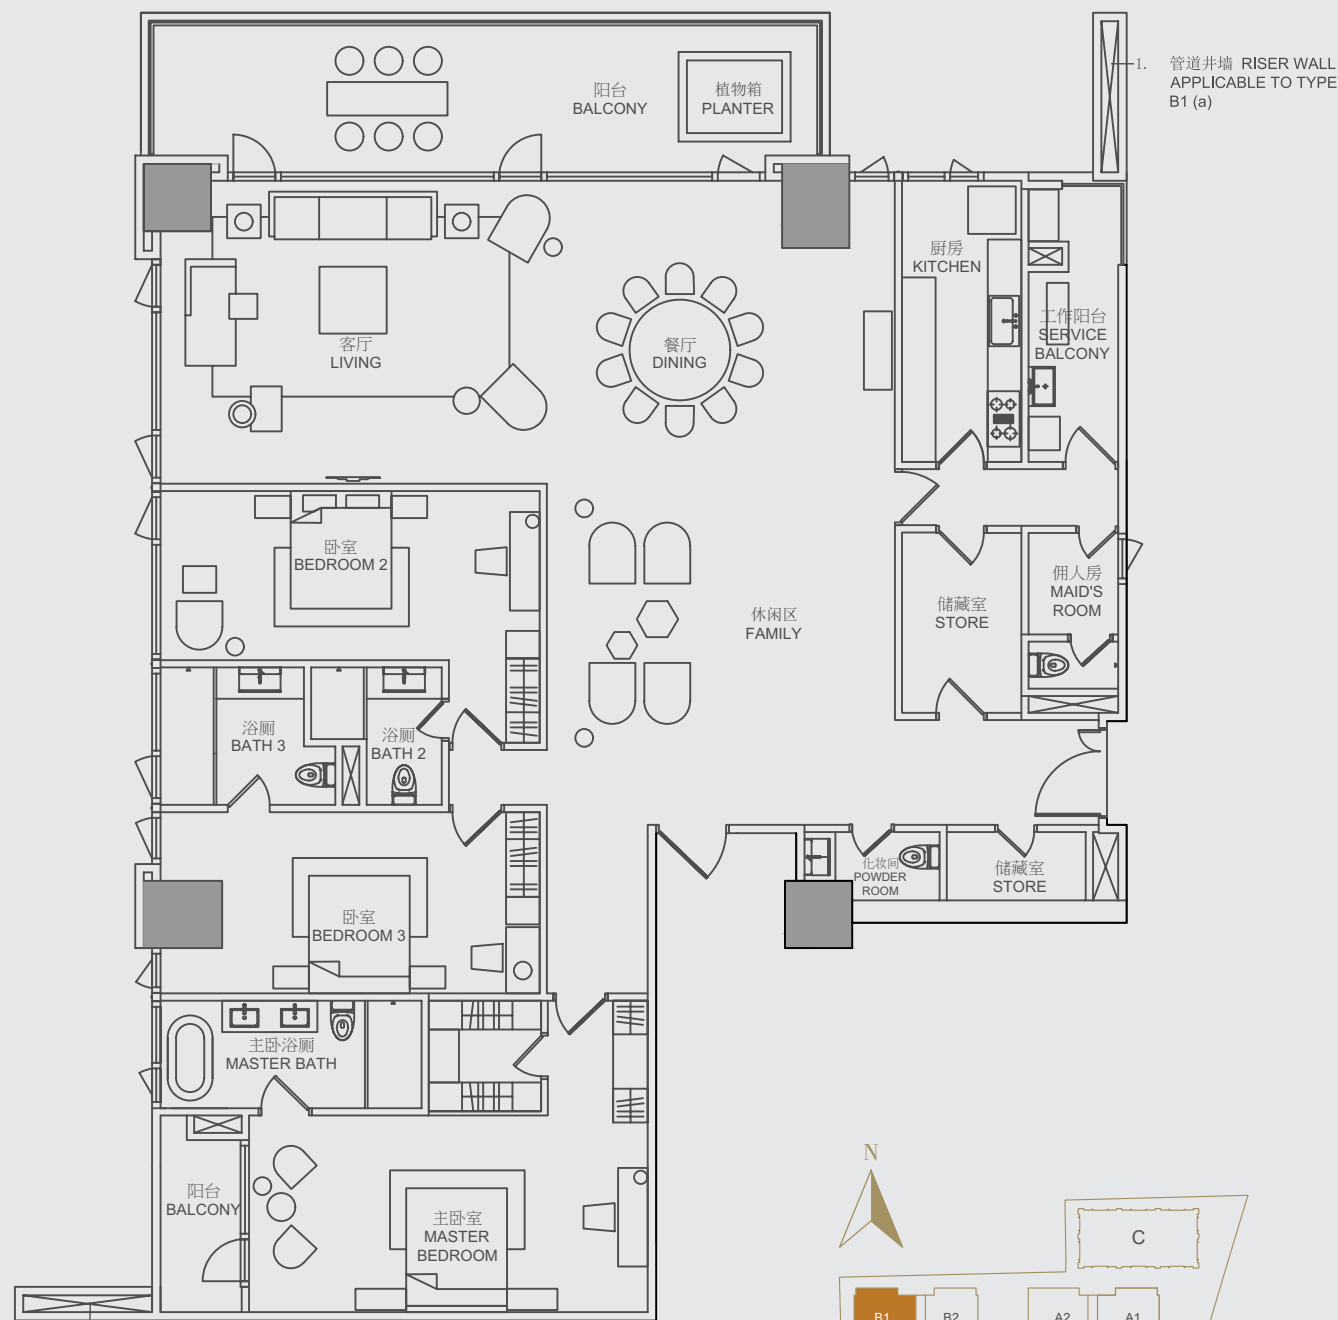 1. 管道井墙 RISER WALL
APPLICABLE TO TYPE
B1 (a)
阳台
BALCONY
植物箱
PLANTER
厨房
KITCHEN
工作阳台
SERVICE
BALCONY
客厅
LIVING
餐厅
DINING
卧室
BEDROOM 2
佣人房
MAID'S
ROOM
储藏室
STORE
休闲区
FAMILY
浴厕
BATH 3
浴厕
BATH 2
化妆间
POWDER
ROOM
储藏室
STORE
卧室
BEDROOM 3
主卧浴厕
MASTER BATH
阳台
BALCONY
主卧室
MASTER
BEDROOM
N
C
B1
B2
A2
A1